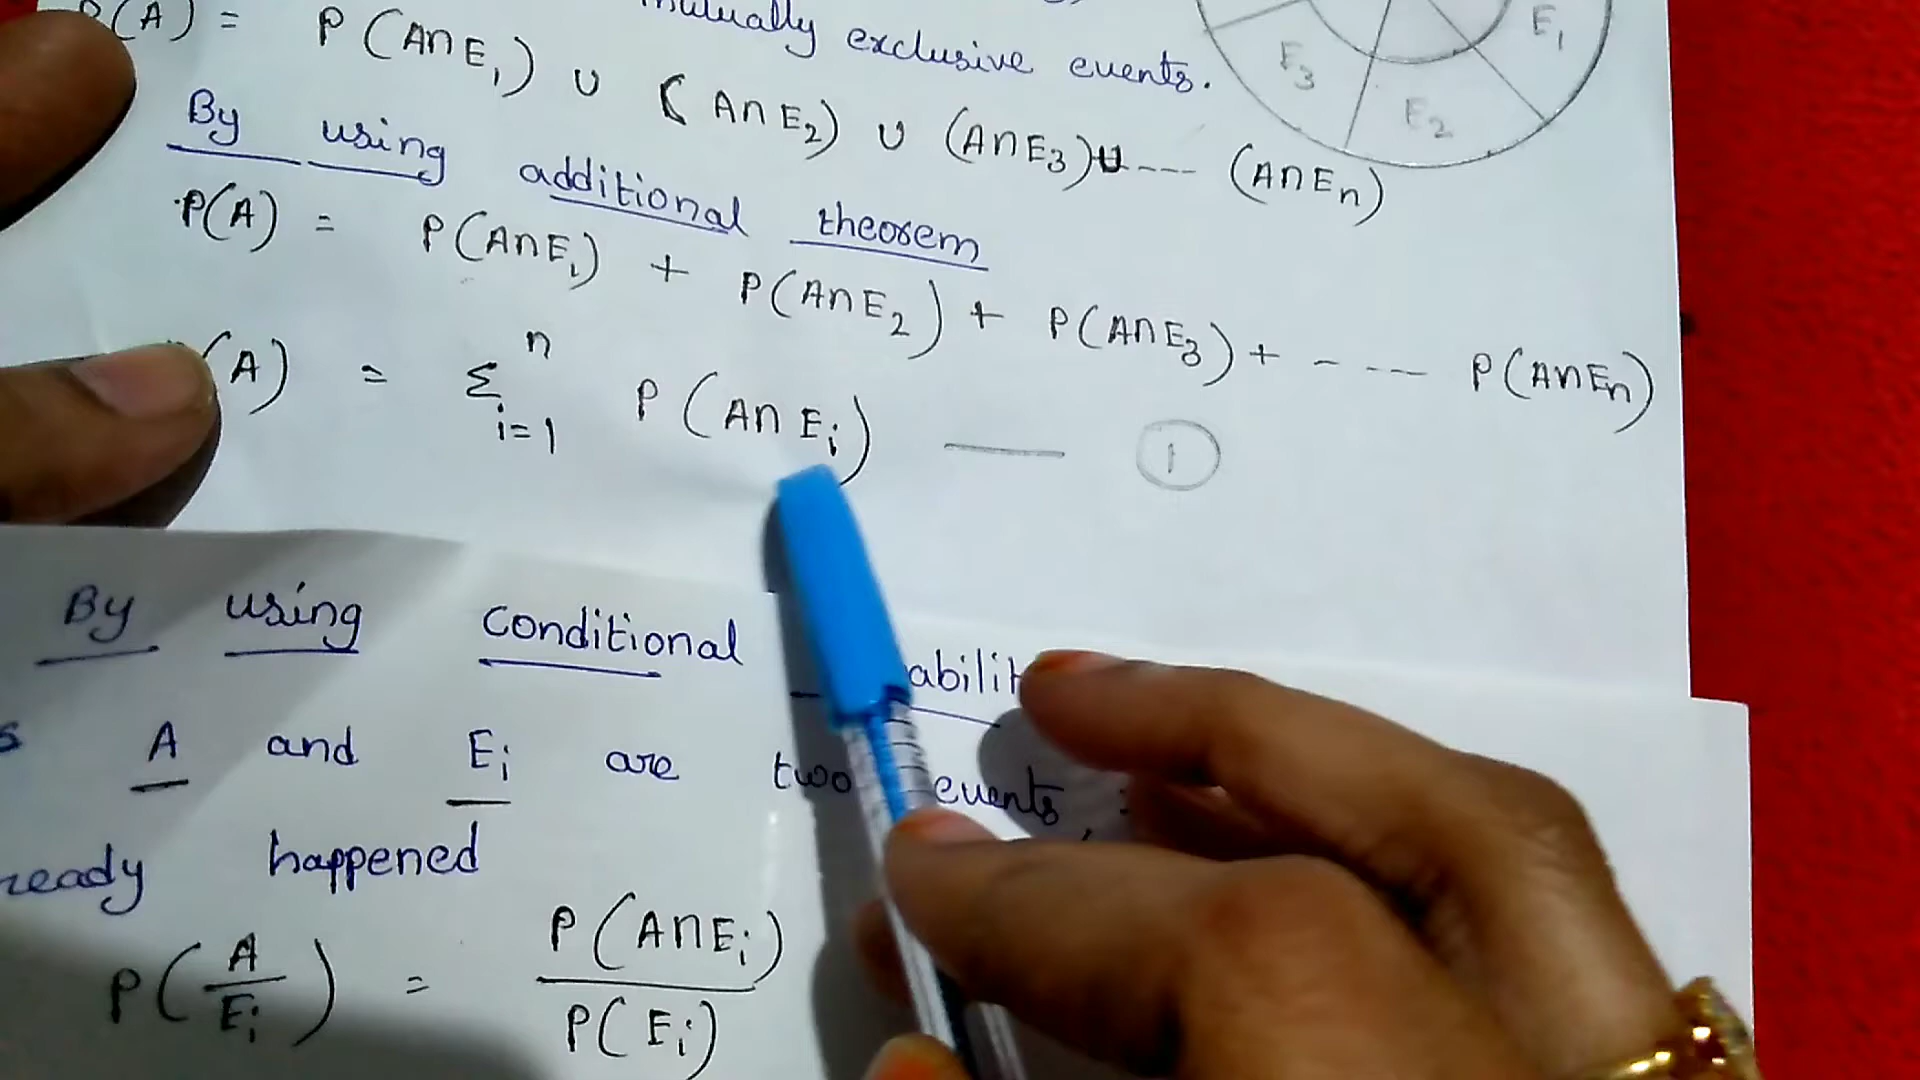 (A) = P(A∩E₁) ∪ ( A∩E₂) ∪ (A∩E₃)∪---- (A∩Eₙ)
mutually exclusive events.
E₁
E₃
E₂
By using additional theorem
P(A) = P(A∩E₁) + P(A∩E₂) + P(A∩E₃) + - --- P(A∩Eₙ)
(A) = Σⁿᵢ₌₁ P(A∩Eᵢ) —— ①
By using conditional
A and Eᵢ are two events,
happened
P(A/Eᵢ) = P(A∩Eᵢ)/P(Eᵢ)